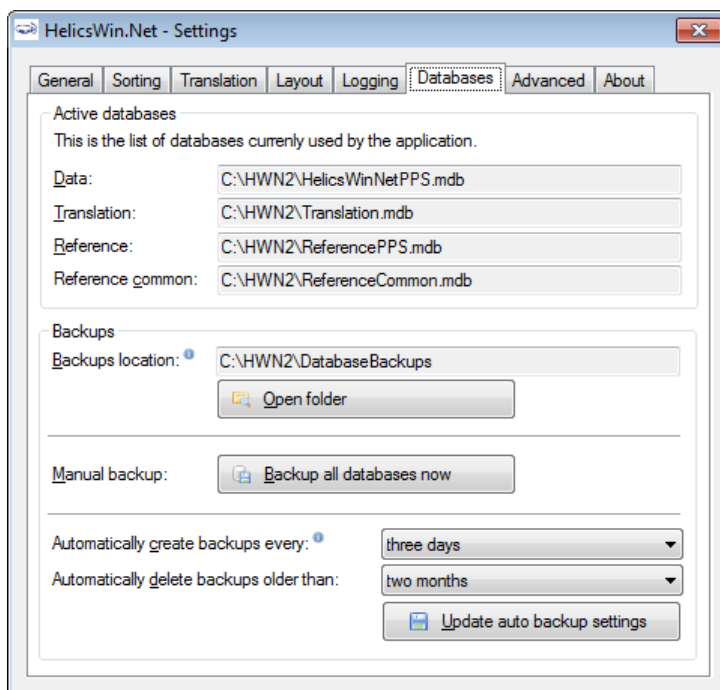 HelicsWin.Net - Settings
General Sorting Translation Layout Logging Databases Advanced About
Active databases
This is the list of databases currenly used by the application.
Data: C:\HWN2\HelicsWinNetPPS.mdb
Translation: C:\HWN2\Translation.mdb
Reference: C:\HWN2\ReferencePPS.mdb
Reference common: C:\HWN2\ReferenceCommon.mdb
Backups
Backups location: C:\HWN2\DatabaseBackups
Open folder
Manual backup: Backup all databases now
Automatically create backups every: three days
Automatically delete backups older than: two months
Update auto backup settings